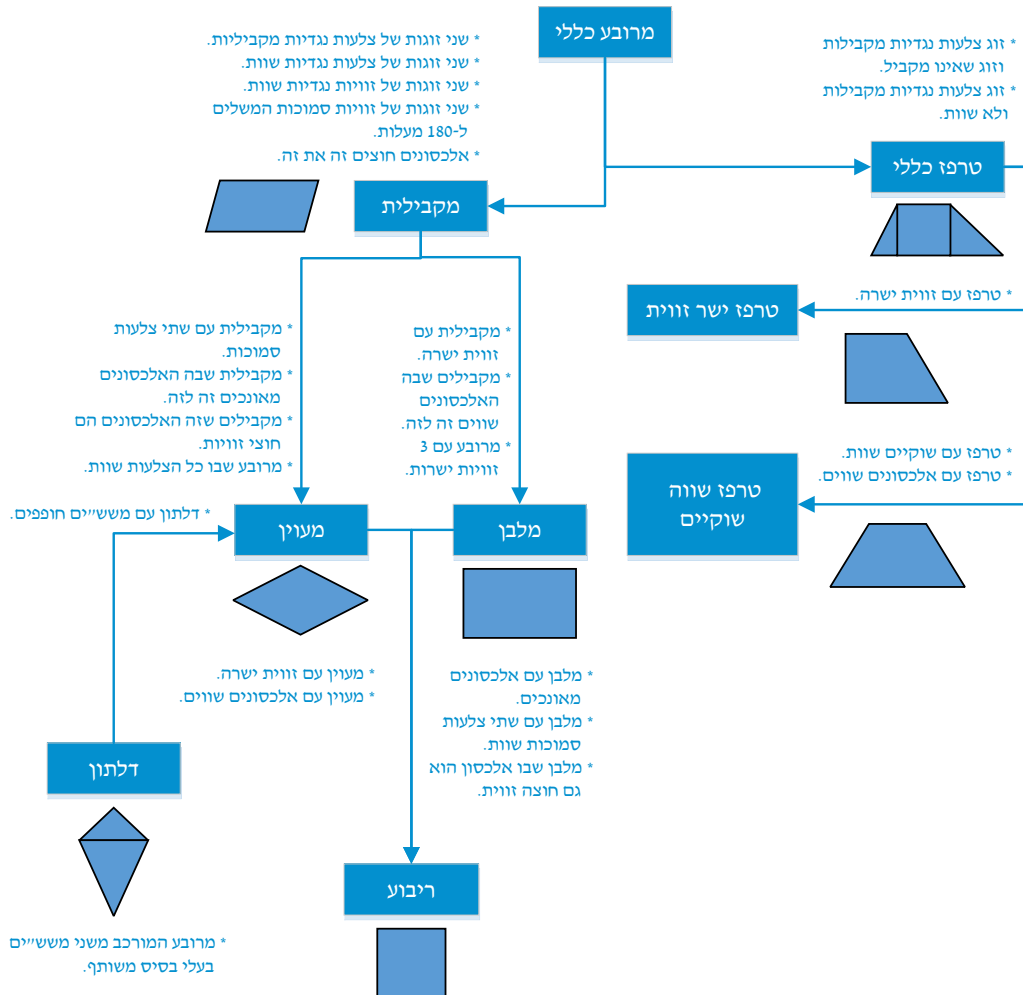 מרובע כללי
* זוג צלעות נגדיות מקבילות
וזוג שאינו מקביל.
* זוג צלעות נגדיות מקבילות
ולא שוות.
טרפז כללי
* שני זוגות של צלעות נגדיות מקביליות.
* שני זוגות של צלעות נגדיות שוות.
* שני זוגות של זוויות נגדיות שוות.
* שני זוגות של זוויות סמוכות המשלים
ל-180 מעלות.
* אלכסונים חוצים זה את זה.
מקבילית
* טרפז עם זווית ישרה.
טרפז ישר זווית
* טרפז עם שוקיים שוות.
* טרפז עם אלכסונים שווים.
טרפז שווה
שוקיים
* מקבילית עם
זווית ישרה.
* מקבילים שבה
האלכסונים
שווים זה לזה.
* מרובע עם 3
זוויות ישרות.
* מקבילית עם שתי צלעות
סמוכות.
* מקבילית שבה האלכסונים
מאונכים זה לזה.
* מקבילים שזה האלכסונים הם
חוצי זוויות.
* מרובע שבו כל הצלעות שוות.
מלבן
מעוין
* דלתון עם משש״ים חופפים.
* מלבן עם אלכסונים
מאונכים.
* מלבן עם שתי צלעות
סמוכות שוות.
* מלבן שבו אלכסון הוא
גם חוצה זווית.
* מעוין עם זווית ישרה.
* מעוין עם אלכסונים שווים.
דלתון
ריבוע
* מרובע המורכב משני משש״ים
בעלי בסיס משותף.